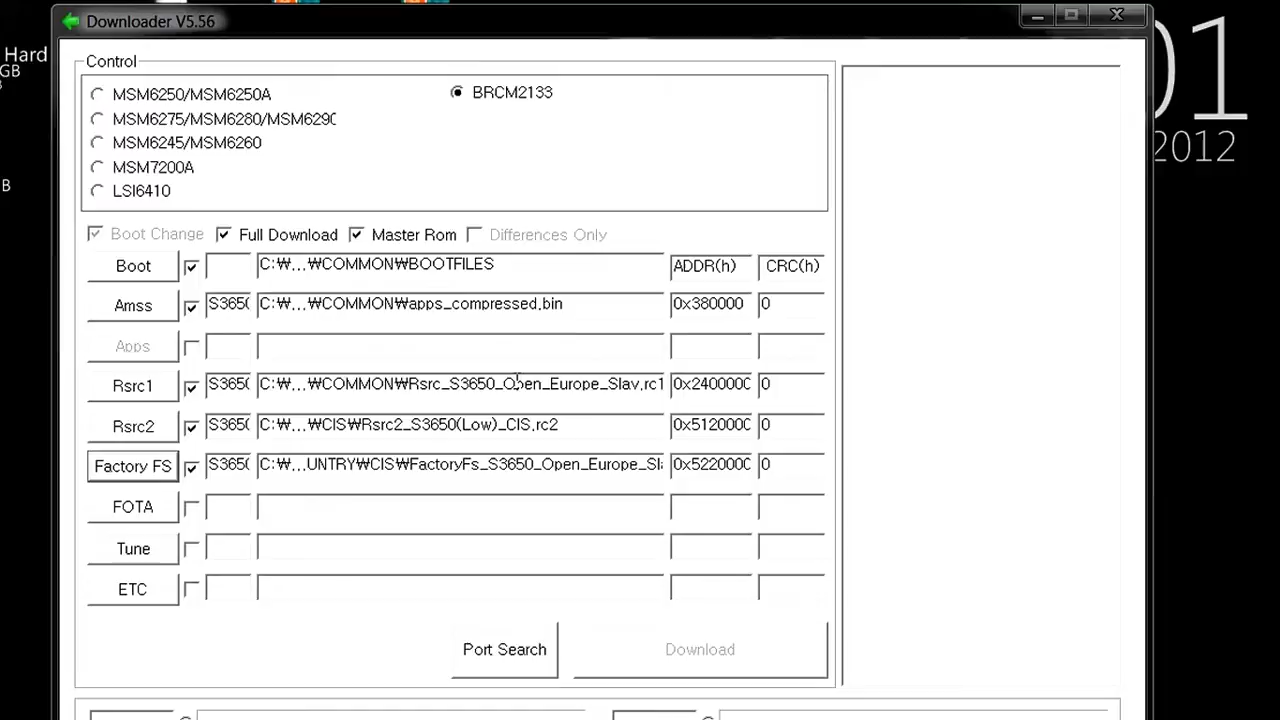 Downloader V5.56
Hard
GB
B
01
2012
Control
MSM6250/MSM6250A
BRCM2133
MSM6275/MSM6280/MSM6290
MSM6245/MSM6260
MSM7200A
LSI6410
Boot Change Full Download Master Rom Differences Only
Boot C:₩...₩COMMON₩BOOTFILES ADDR(h) CRC(h)
Amss S365( C:₩...₩COMMON₩apps_compressed.bin 0x380000 0
Apps
Rsrc1 S365( C:₩...₩COMMON₩Rsrc_S3650_Open_Europe_Slav.rc1 0x240000 0
Rsrc2 S365( C:₩...₩CIS₩Rsrc2_S3650(Low)_CIS.rc2 0x512000 0
Factory FS S365( C:₩...UNTRY₩CIS₩FactoryFs_S3650_Open_Europe_Sl 0x522000 0
FOTA
Tune
ETC
Port Search Download